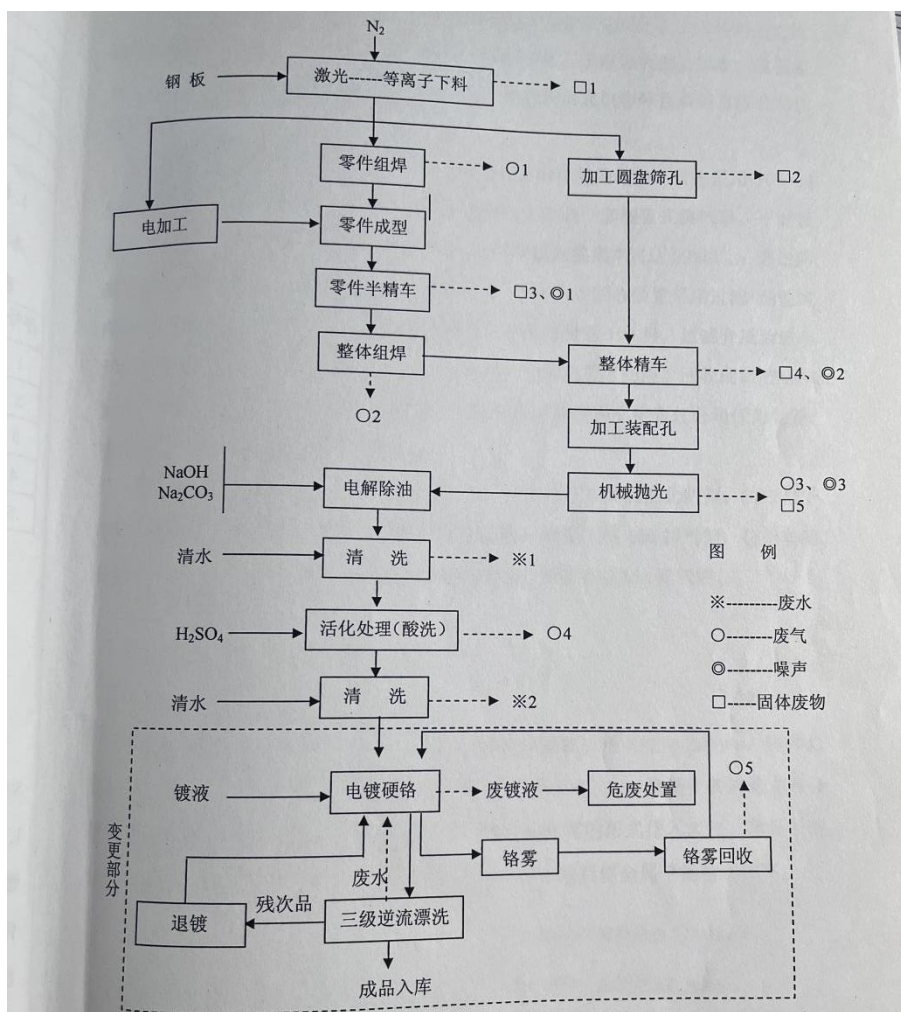 N₂
钢 板
激光------等离子下料
□1
零件组焊
○1
加工圆盘筛孔
□2
电加工
零件成型
零件半精车
□3、◎1
整体组焊
整体精车
□4、◎2
○2
加工装配孔
NaOH
Na₂CO₃
电解除油
机械抛光
○3、◎3
□5
清水
清 洗
※1
图 例
※---------废水
H₂SO₄
活化处理(酸洗)
○4
○-------废气
◎--------噪声
清水
清 洗
※2
□-----固体废物
变更部分
○5
镀液
电镀硬铬
废镀液
危废处置
铬雾
铬雾回收
废水
残次品
退镀
三级逆流漂洗
成品入库